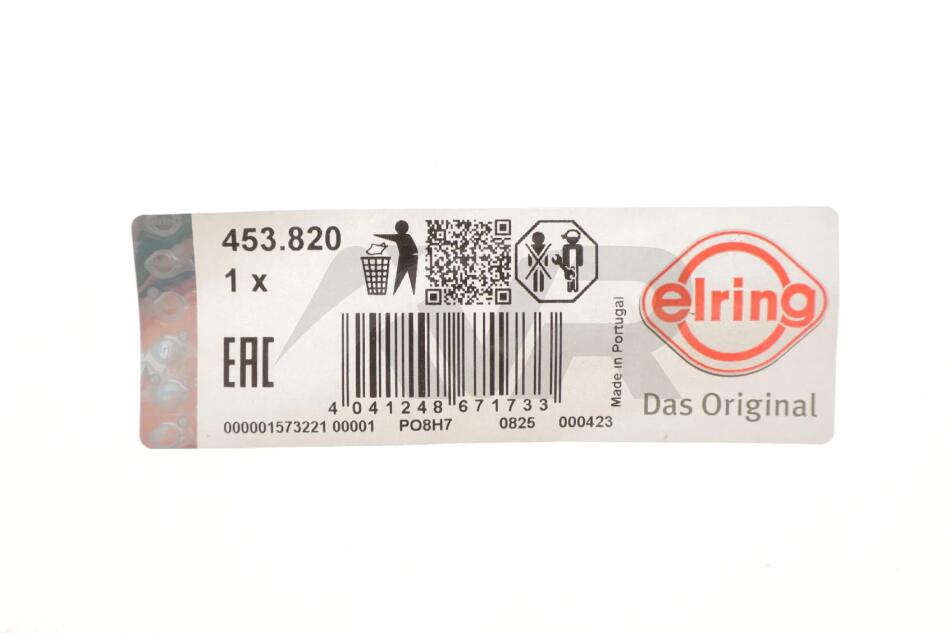 453.820
1 x
EAC
4 041248 671733
000001573221 00001 PO8H7 0825 000423
Made in Portugal
elring
Das Original